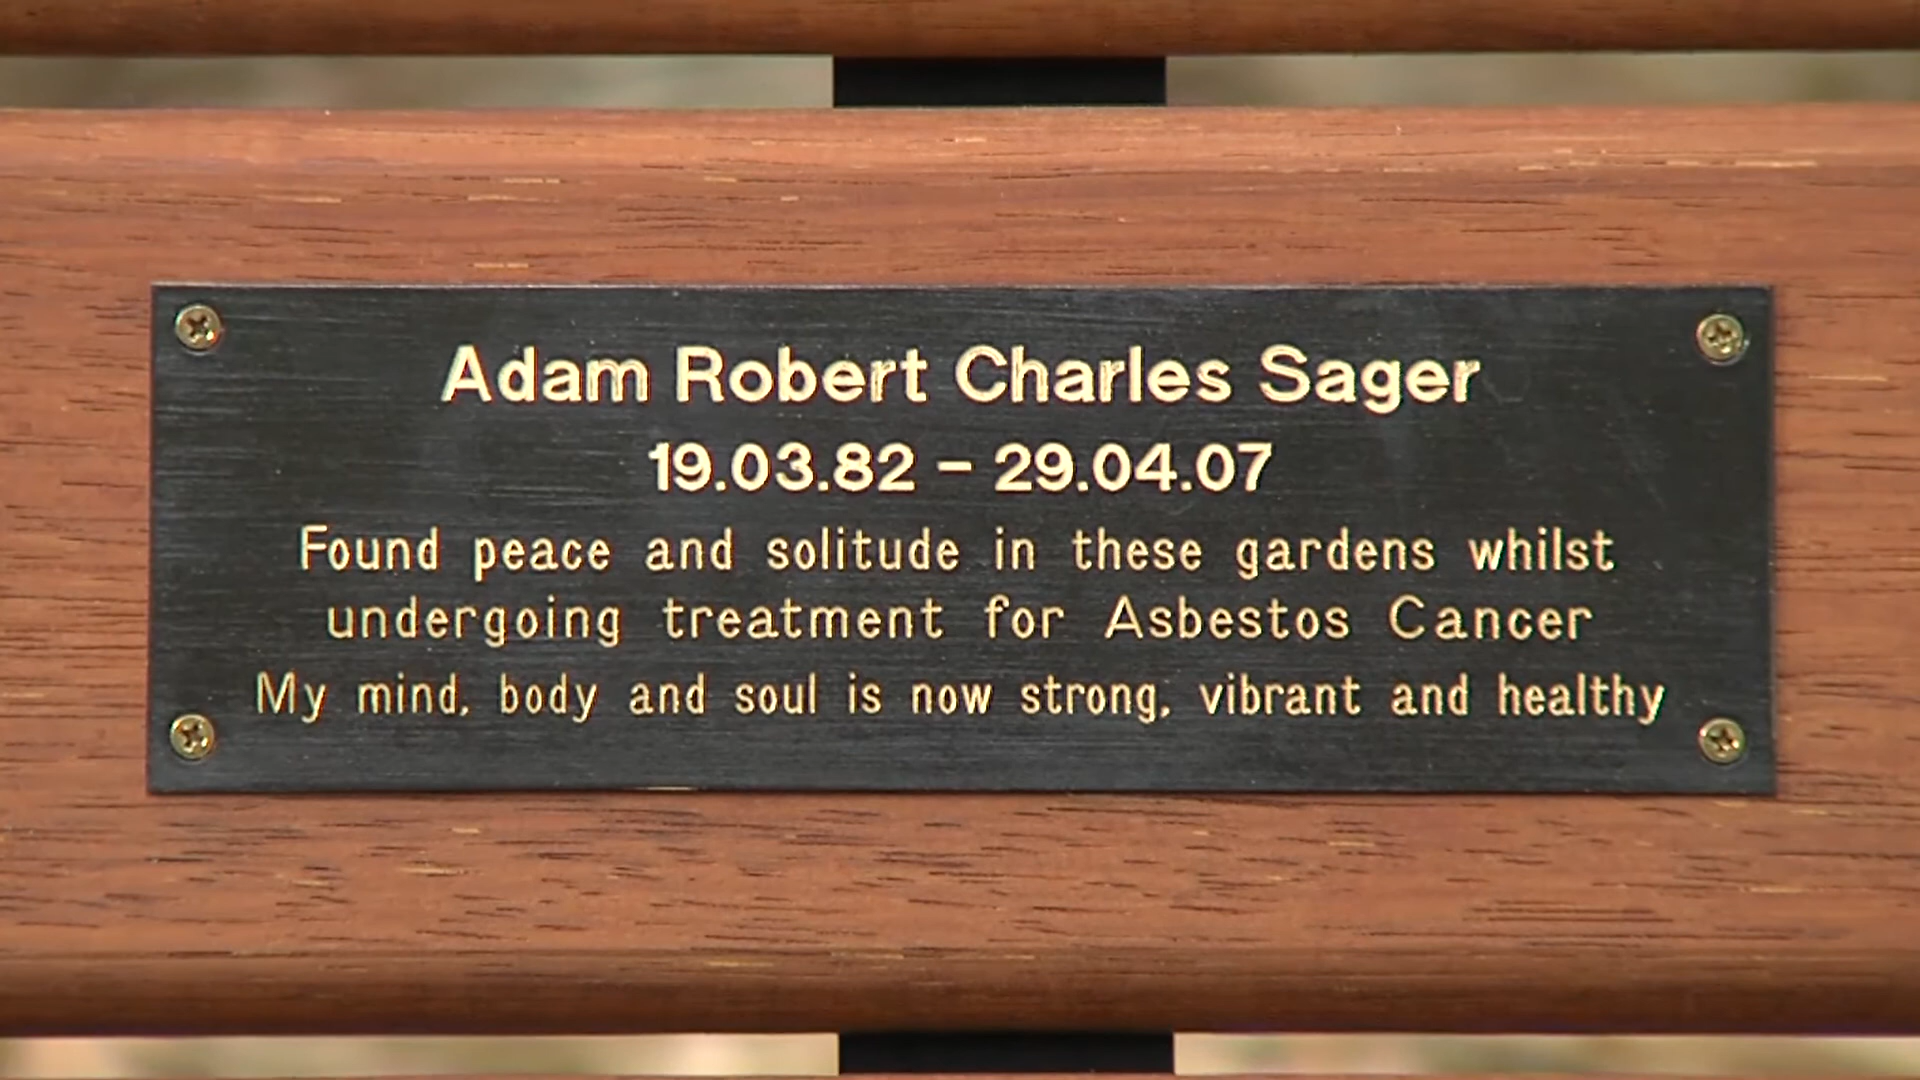 Adam Robert Charles Sager
19.03.82 – 29.04.07
Found peace and solitude in these gardens whilst
undergoing treatment for Asbestos Cancer
My mind, body and soul is now strong, vibrant and healthy